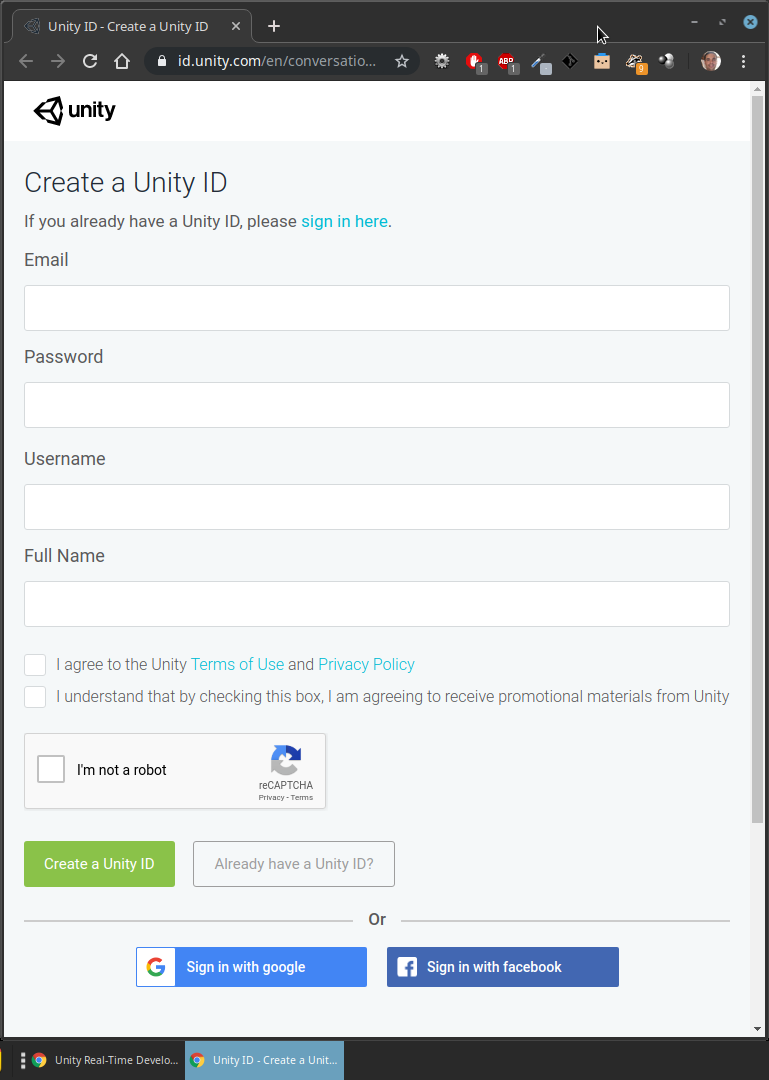 Unity ID - Create a Unity ID
id.unity.com/en/conversatio...
1
ABP
1
9
unity
Create a Unity ID
If you already have a Unity ID, please sign in here.
Email
Password
Username
Full Name
I agree to the Unity Terms of Use and Privacy Policy
I understand that by checking this box, I am agreeing to receive promotional materials from Unity
I'm not a robot
reCAPTCHA
Privacy - Terms
Create a Unity ID
Already have a Unity ID?
Or
Sign in with google
Sign in with facebook
Unity Real-Time Develo...
Unity ID - Create a Unit...